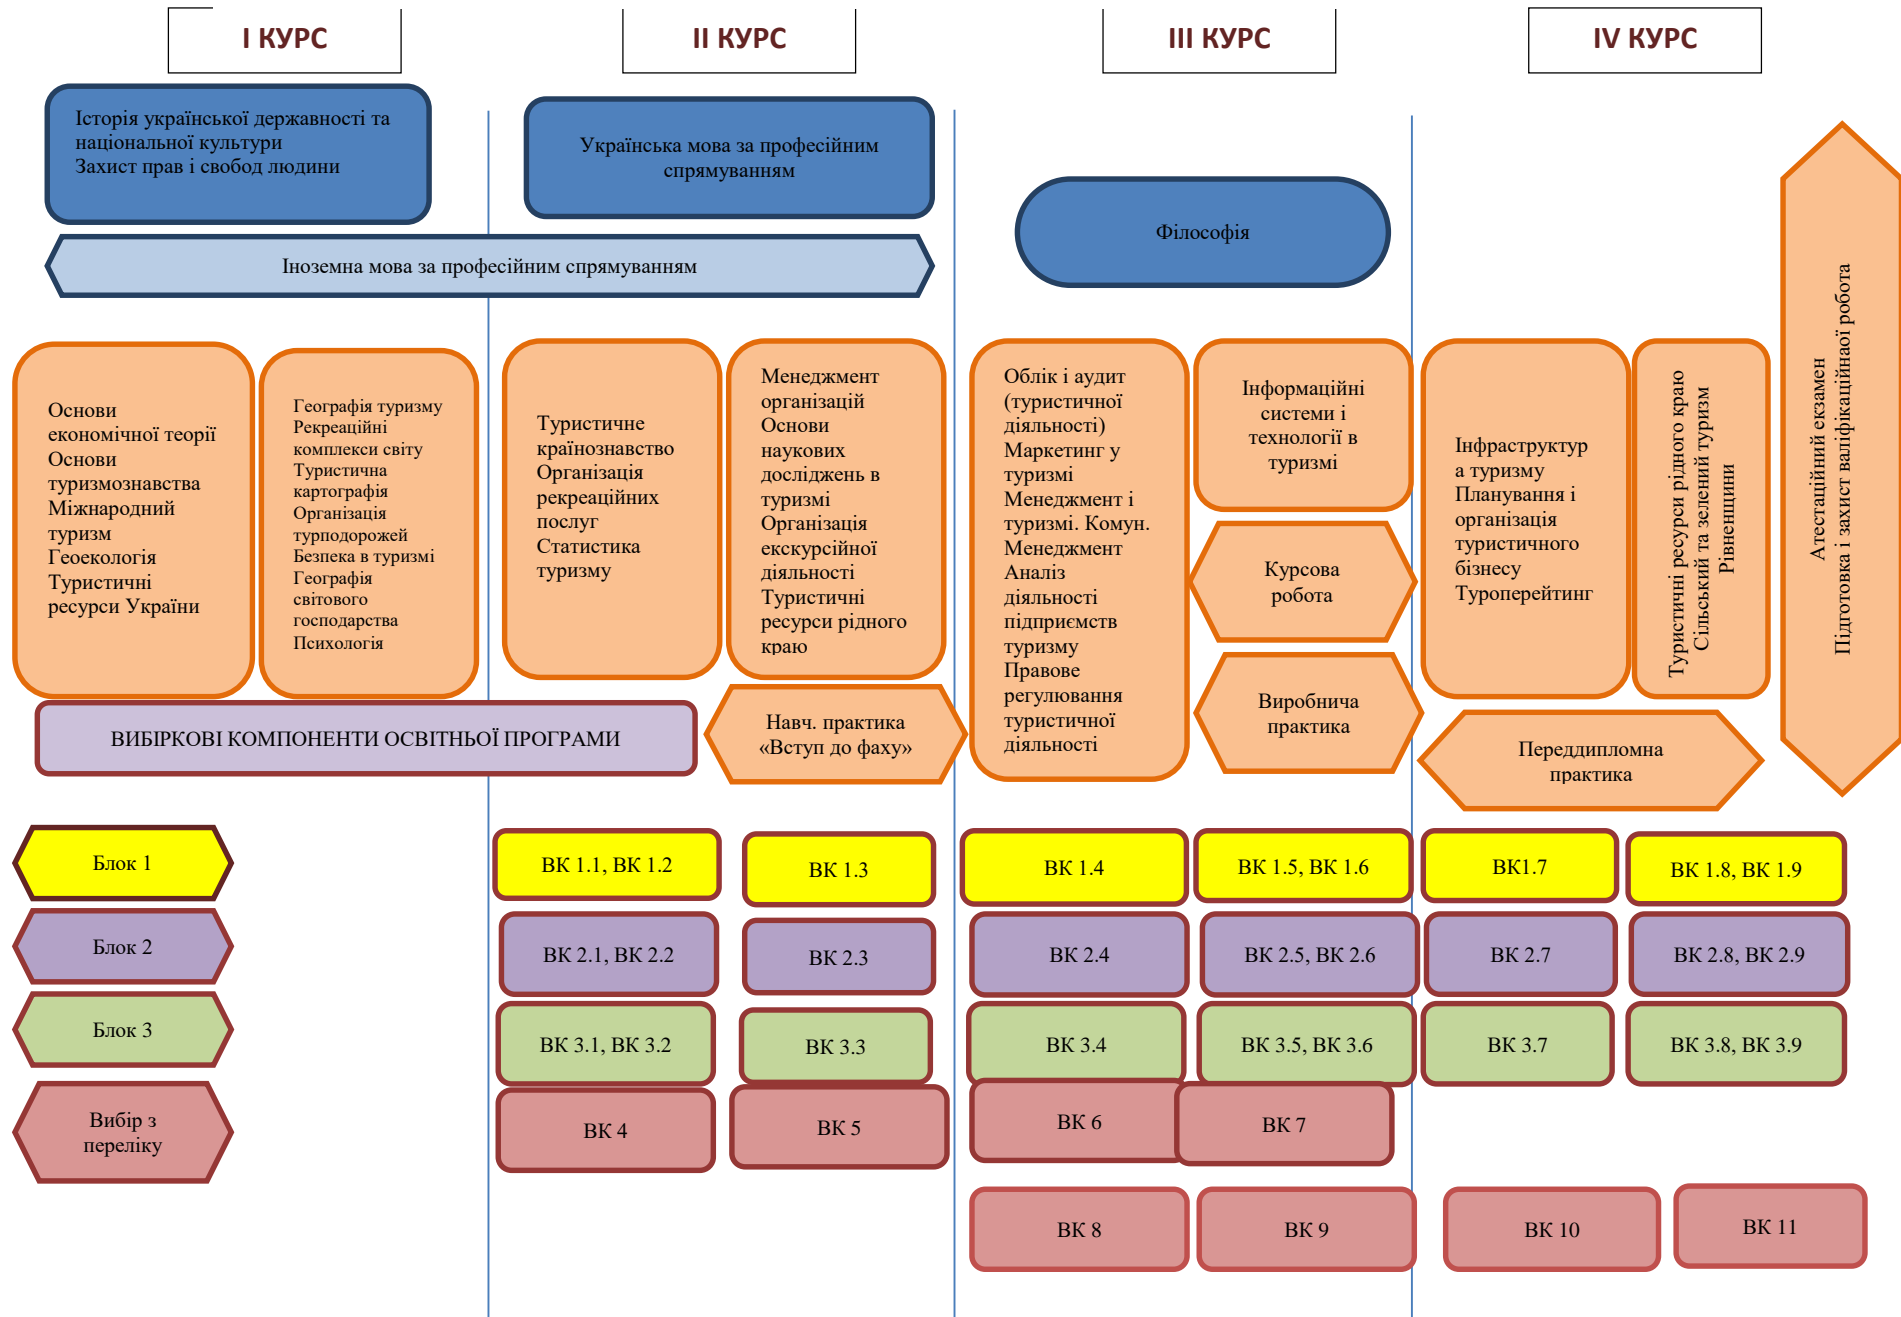 І КУРС
ІІ КУРС
ІІІ КУРС
IV КУРС
Історія української державності та
національної культури
Захист прав і свобод людини
Українська мова за професійним
спрямуванням
Філософія
Іноземна мова за професійним спрямуванням
Основи
економічної теорії
Основи
туризмознавства
Міжнародний
туризм
Геоекологія
Туристичні
ресурси України
Географія туризму
Рекреаційні
комплекси світу
Туристична
картографія
Організація
турподорожей
Безпека в туризмі
Географія
світового
господарства
Психологія
Туристичне
країнознавство
Організація
рекреаційних
послуг
Статистика
туризму
Менеджмент
організацій
Основи
наукових
досліджень в
туризмі
Організація
екскурсійної
діяльності
Туристичні
ресурси рідного
краю
Облік і аудит
(туристичної
діяльності)
Маркетинг у
туризмі
Менеджмент і
туризмі. Комун.
Менеджмент
Аналіз
діяльності
підприємств
туризму
Правове
регулювання
туристичної
діяльності
Інформаційні
системи і
технології в
туризмі
Курсова
робота
Виробнича
практика
Інфраструктур
а туризму
Планування і
організація
туристичного
бізнесу
Туроперейтинг
Туристичні ресурси рідного краю
Сільський та зелений туризм
Рівненщини
Атестаційний екзамен
Підготовка і захист валіфікаційнаої робота
ВИБІРКОВІ КОМПОНЕНТИ ОСВІТНЬОЇ ПРОГРАМИ
Навч. практика
«Вступ до фаху»
Переддипломна
практика
Блок 1
ВК 1.1, ВК 1.2
ВК 1.3
ВК 1.4
ВК 1.5, ВК 1.6
ВК1.7
ВК 1.8, ВК 1.9
Блок 2
ВК 2.1, ВК 2.2
ВК 2.3
ВК 2.4
ВК 2.5, ВК 2.6
ВК 2.7
ВК 2.8, ВК 2.9
Блок 3
ВК 3.1, ВК 3.2
ВК 3.3
ВК 3.4
ВК 3.5, ВК 3.6
ВК 3.7
ВК 3.8, ВК 3.9
Вибір з
переліку
ВК 4
ВК 5
ВК 6
ВК 7
ВК 8
ВК 9
ВК 10
ВК 11